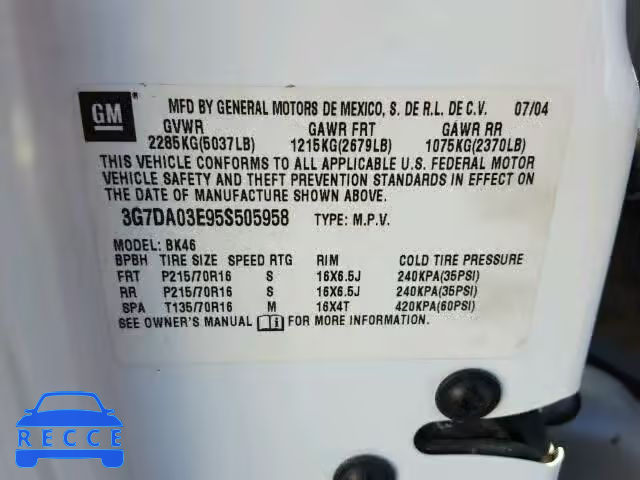 GM
MFD BY GENERAL MOTORS DE MEXICO, S. DE R.L. DE C.V. 07/04
GVWR GAWR FRT GAWR RR
2285KG(5037LB) 1215KG(2679LB) 1075KG(2370LB)
THIS VEHICLE CONFORMS TO ALL APPLICABLE U.S. FEDERAL MOTOR
VEHICLE SAFETY AND THEFT PREVENTION STANDARDS IN EFFECT ON
THE DATE OF MANUFACTURE SHOWN ABOVE.
3G7DA03E95S505958 TYPE: M.P.V.
MODEL: BK46
BPBH TIRE SIZE SPEED RTG RIM COLD TIRE PRESSURE
FRT P215/70R16 S 16X6.5J 240KPA(35PSI)
RR P215/70R16 S 16X6.5J 240KPA(35PSI)
SPA T135/70R16 M 16X4T 420KPA(60PSI)
SEE OWNER'S MANUAL FOR MORE INFORMATION.
RECCE